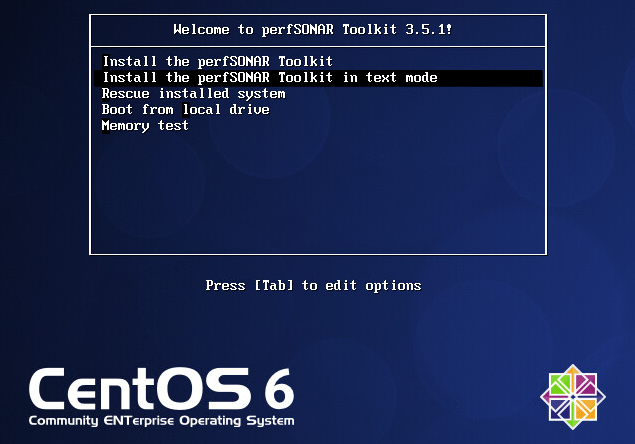 Welcome to perfSONAR Toolkit 3.5.1!
Install the perfSONAR Toolkit
Install the perfSONAR Toolkit in text mode
Rescue installed system
Boot from local drive
Memory test
Press [Tab] to edit options
CentOS 6
Community ENTerprise Operating System